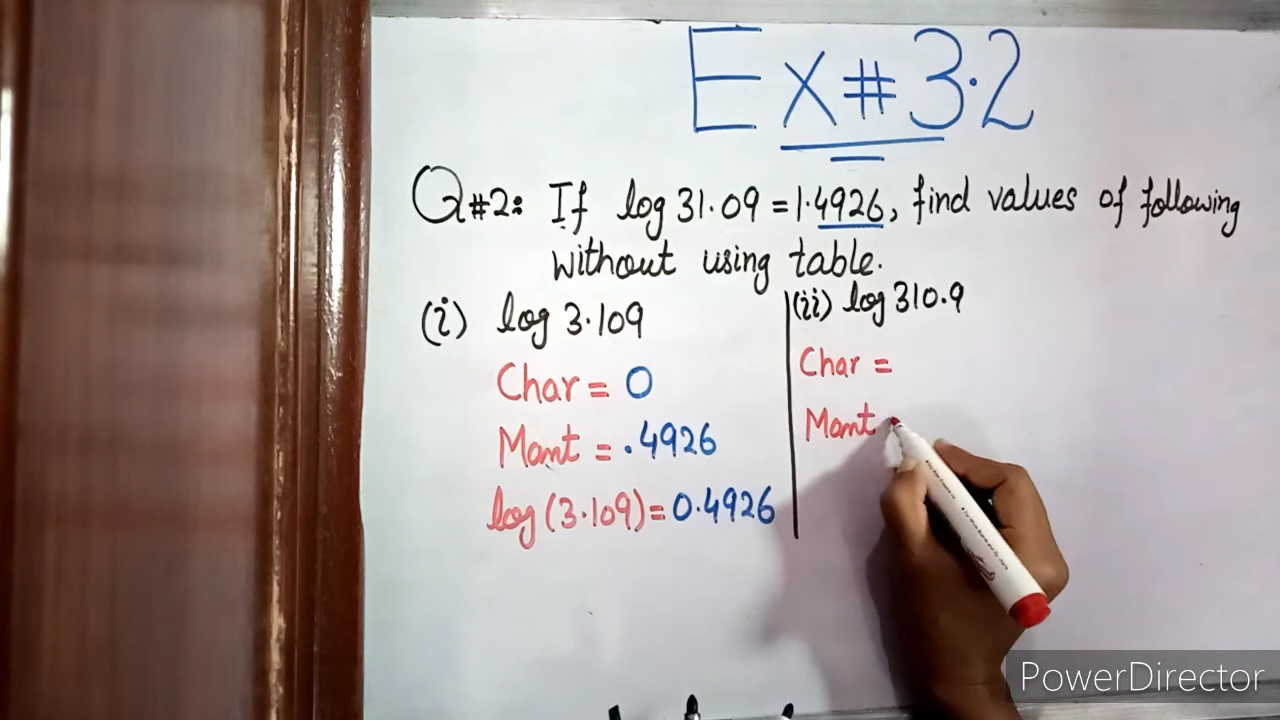 Ex#3.2
Q#2: If log 31.09 = 1.4926, find values of following
without using table.
(i) log 3.109
Char = 0
Mant = .4926
log (3.109) = 0.4926
(ii) log 310.9
Char =
Mant
PowerDirector